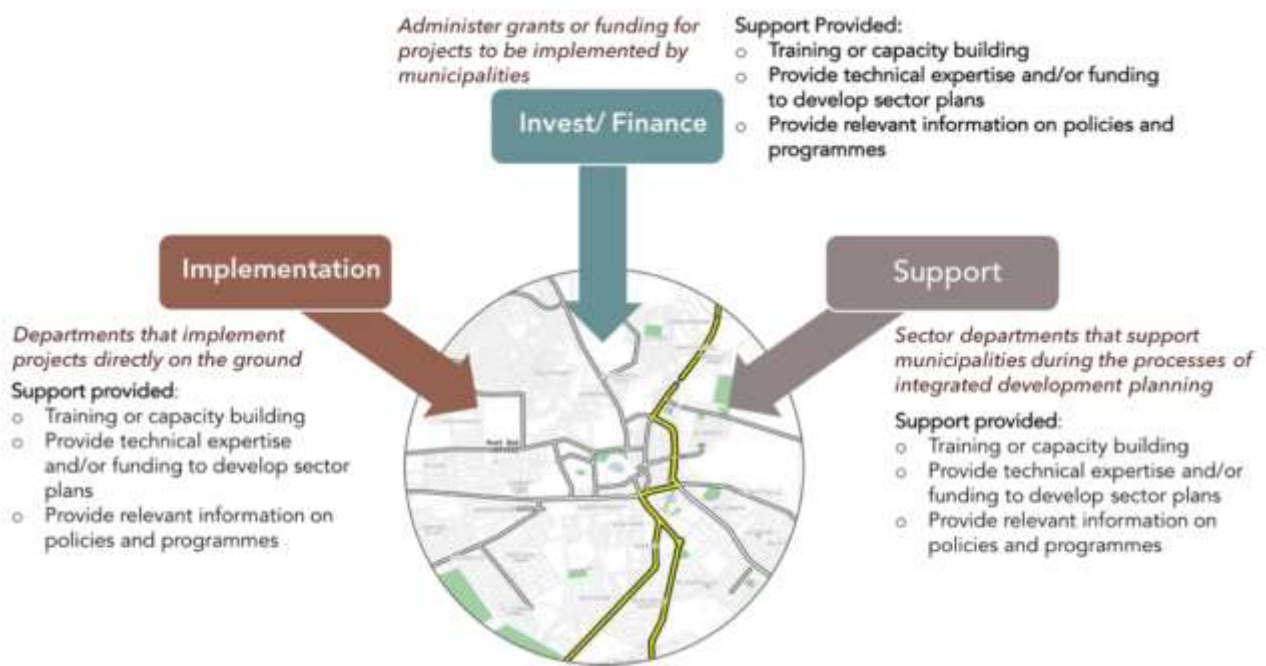 Administer grants or funding for
projects to be implemented by
municipalities
Support Provided:
o Training or capacity building
o Provide technical expertise and/or funding
to develop sector plans
o Provide relevant information on policies and
programmes
Invest/ Finance
Implementation
Support
Departments that implement
projects directly on the ground
Support provided:
o Training or capacity building
o Provide technical expertise
and/or funding to develop sector
plans
o Provide relevant information on
policies and programmes
Sector departments that support
municipalities during the processes of
integrated development planning
Support provided:
o Training or capacity building
o Provide technical expertise and/or
funding to develop sector plans
o Provide relevant information on
policies and programmes